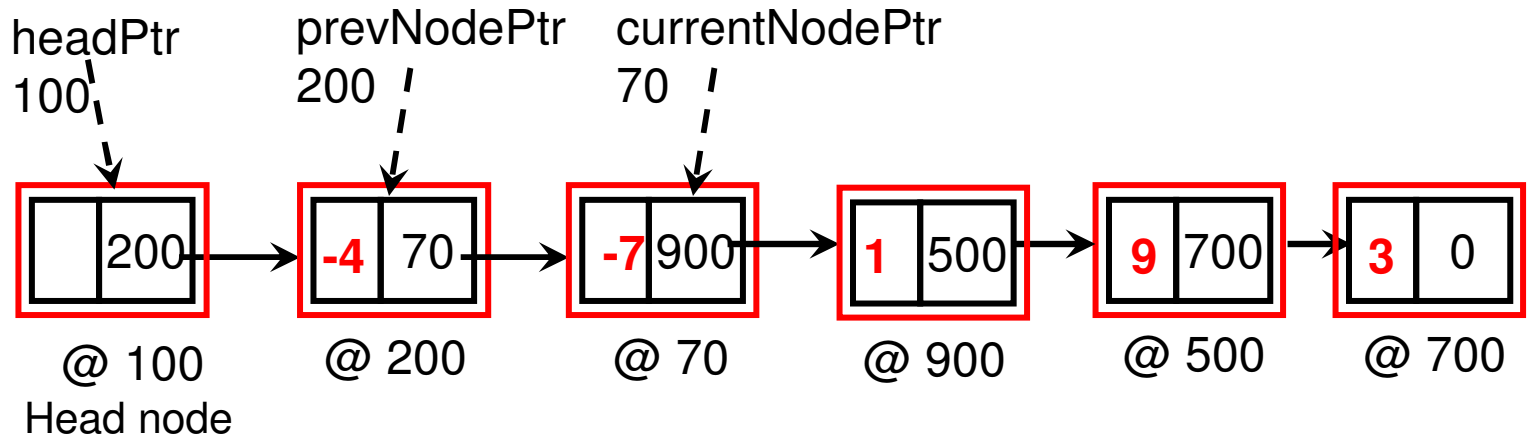 headPtr prevNodePtr currentNodePtr
100 200 70
200 -4 70 -7 900 1 500 9 700 3 0
@ 100 @ 200 @ 70 @ 900 @ 500 @ 700
Head node